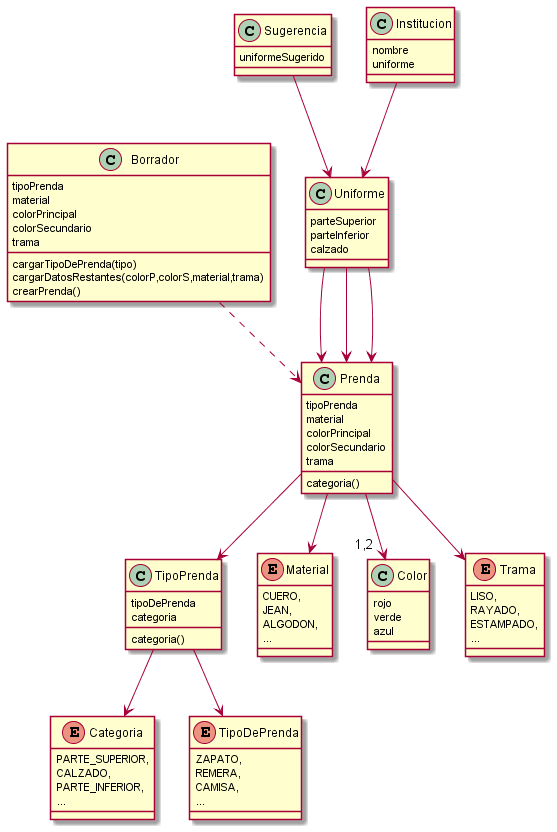 C Sugerencia
uniformeSugerido
C Institucion
nombre
uniforme
C Borrador
tipoPrenda
material
colorPrincipal
colorSecundario
trama
cargarTipoDePrenda(tipo)
cargarDatosRestantes(colorP,colorS,material,trama)
crearPrenda()
C Uniforme
parteSuperior
parteInferior
calzado
C Prenda
tipoPrenda
material
colorPrincipal
colorSecundario
trama
categoria()
1,2
C TipoPrenda
tipoDePrenda
categoria
categoria()
E Material
CUERO,
JEAN,
ALGODON,
...
C Color
rojo
verde
azul
E Trama
LISO,
RAYADO,
ESTAMPADO,
...
E Categoria
PARTE_SUPERIOR,
CALZADO,
PARTE_INFERIOR,
...
E TipoDePrenda
ZAPATO,
REMERA,
CAMISA,
...